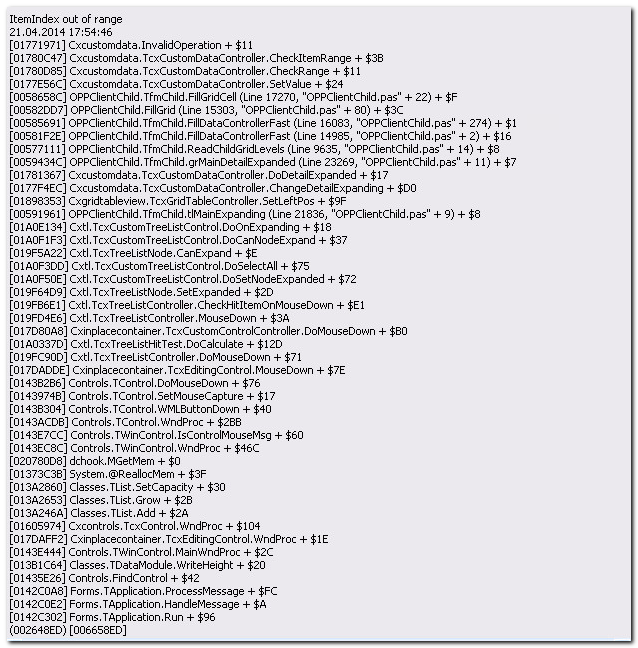 ItemIndex out of range
21.04.2014 17:54:46
[01771971] Cxcustomdata.InvalidOperation + $11
[01780C47] Cxcustomdata.TcxCustomDataController.CheckItemRange + $3B
[01780D85] Cxcustomdata.TcxCustomDataController.CheckRange + $11
[0177E56C] Cxcustomdata.TcxCustomDataController.SetValue + $24
[0058658C] OPPClientChild.TfmChild.FillGridCell (Line 17270, "OPPClientChild.pas" + 22) + $F
[00582DD7] OPPClientChild.FillGrid (Line 15303, "OPPClientChild.pas" + 80) + $3C
[00585691] OPPClientChild.TfmChild.FillDataControllerFast (Line 16083, "OPPClientChild.pas" + 274) + $1
[00581F2E] OPPClientChild.TfmChild.FillDataControllerFast (Line 14985, "OPPClientChild.pas" + 2) + $16
[00577111] OPPClientChild.TfmChild.ReadChildGridLevels (Line 9635, "OPPClientChild.pas" + 14) + $8
[0059434C] OPPClientChild.TfmChild.grMainDetailExpanded (Line 23269, "OPPClientChild.pas" + 11) + $7
[01781367] Cxcustomdata.TcxCustomDataController.DoDetailExpanded + $17
[0177F4EC] Cxcustomdata.TcxCustomDataController.ChangeDetailExpanding + $D0
[01898353] Cxgridtableview.TcxGridTableController.SetLeftPos + $9F
[00591961] OPPClientChild.TfmChild.tlMainExpanding (Line 21836, "OPPClientChild.pas" + 9) + $8
[01A0E134] Cxtl.TcxCustomTreeListControl.DoOnExpanding + $18
[01A0F1F3] Cxtl.TcxCustomTreeListControl.DoCanNodeExpand + $37
[019F5A22] Cxtl.TcxTreeListNode.CanExpand + $E
[01A0F3DD] Cxtl.TcxCustomTreeListControl.DoSelectAll + $75
[01A0F50E] Cxtl.TcxCustomTreeListControl.DoSetNodeExpanded + $72
[019F64D9] Cxtl.TcxTreeListNode.SetExpanded + $2D
[019FB6E1] Cxtl.TcxTreeListController.CheckHitItemOnMouseDown + $E1
[019FD4E6] Cxtl.TcxTreeListController.MouseDown + $3A
[017D80A8] Cxinplacecontainer.TcxCustomControlController.DoMouseDown + $B0
[01A0337D] Cxtl.TcxTreeListHitTest.DoCalculate + $12D
[019FC90D] Cxtl.TcxTreeListController.DoMouseDown + $71
[017DADDE] Cxinplacecontainer.TcxEditingControl.MouseDown + $7E
[0143B2B6] Controls.TControl.DoMouseDown + $76
[0143974B] Controls.TControl.SetMouseCapture + $17
[0143B304] Controls.TControl.WMLButtonDown + $40
[0143ACDB] Controls.TControl.WndProc + $2BB
[0143E7CC] Controls.TWinControl.IsControlMouseMsg + $60
[0143EC8C] Controls.TWinControl.WndProc + $46C
[020780D8] dchook.MGetMem + $0
[01373C3B] System.@ReallocMem + $3F
[013A2860] Classes.TList.SetCapacity + $30
[013A2653] Classes.TList.Grow + $2B
[013A246A] Classes.TList.Add + $2A
[01605974] Cxcontrols.TcxControl.WndProc + $104
[017DAFF2] Cxinplacecontainer.TcxEditingControl.WndProc + $1E
[0143E444] Controls.TWinControl.MainWndProc + $2C
[013B1C64] Classes.TDataModule.WriteHeight + $20
[01435E26] Controls.FindControl + $42
[0142C0A8] Forms.TApplication.ProcessMessage + $FC
[0142C0E2] Forms.TApplication.HandleMessage + $A
[0142C302] Forms.TApplication.Run + $96
(002648ED) [006658ED]